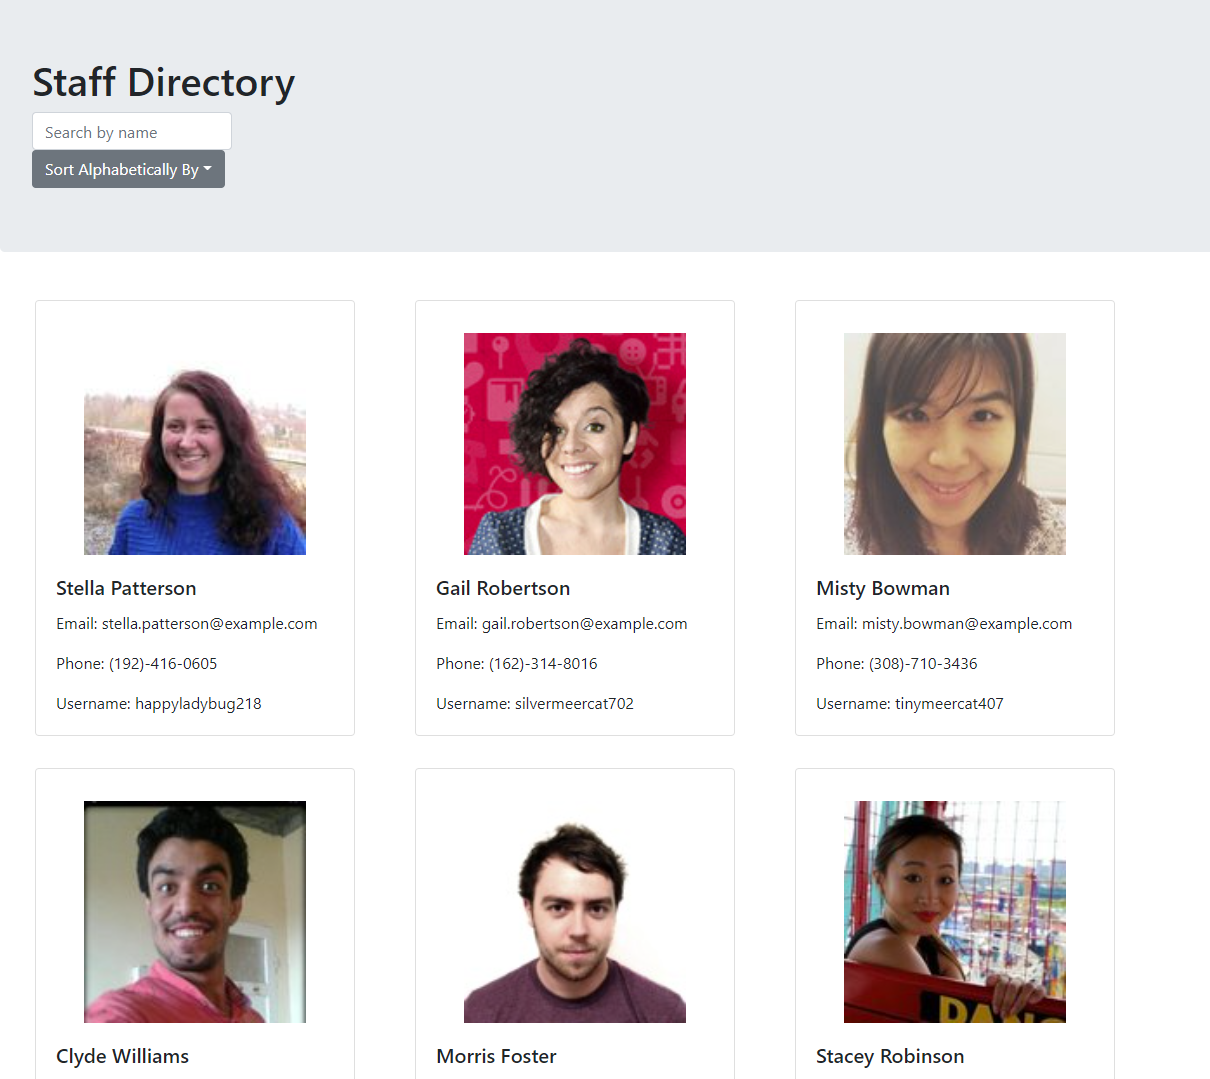 Staff Directory
Search by name
Sort Alphabetically By
Stella Patterson
Email: stella.patterson@example.com
Phone: (192)-416-0605
Username: happyladybug218
Gail Robertson
Email: gail.robertson@example.com
Phone: (162)-314-8016
Username: silvermeercat702
Misty Bowman
Email: misty.bowman@example.com
Phone: (308)-710-3436
Username: tinymeercat407
Clyde Williams
Morris Foster
DANG
Stacey Robinson